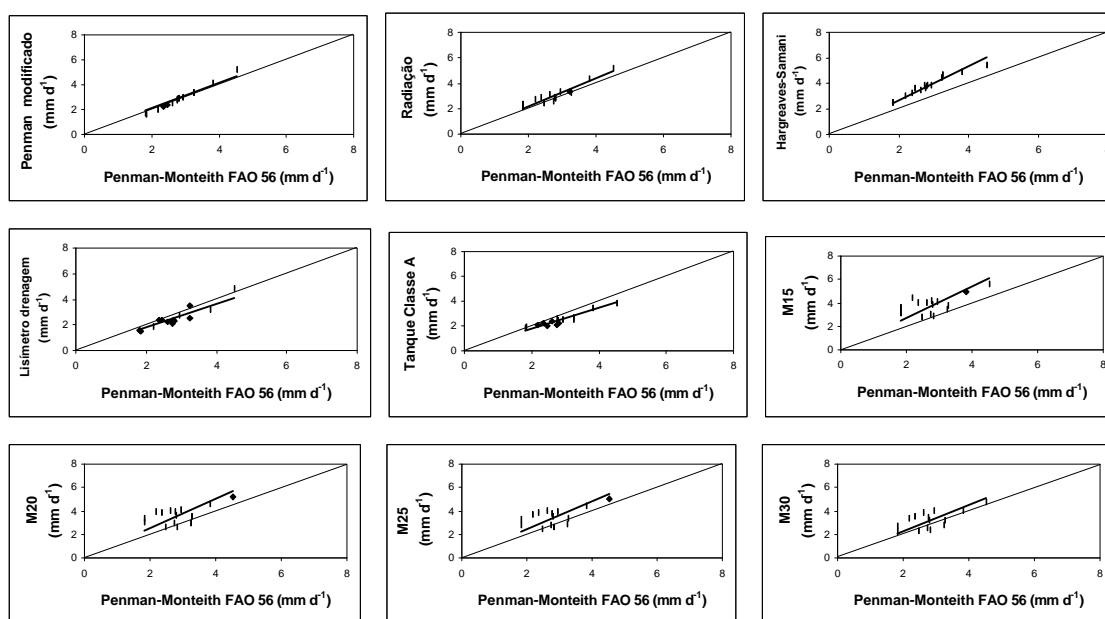 Penman modificado
(mm d⁻¹)
8
6
4
2
0
0 2 4 6 8
Penman-Monteith FAO 56 (mm d⁻¹)
Radiação
(mm d⁻¹)
8
6
4
2
0
0 2 4 6 8
Penman-Monteith FAO 56 (mm d⁻¹)
Hargreaves-Samani
(mm d⁻¹)
8
6
4
2
0
0 2 4 6 8
Penman-Monteith FAO 56 (mm d⁻¹)
Lisímetro drenagem
(mm d⁻¹)
8
6
4
2
0
0 2 4 6 8
Penman-Monteith FAO 56 (mm d⁻¹)
Tanque Classe A
(mm d⁻¹)
8
6
4
2
0
0 2 4 6 8
Penman-Monteith FAO 56 (mm d⁻¹)
M15
(mm d⁻¹)
8
6
4
2
0
0 2 4 6 8
Penman-Monteith FAO 56 (mm d⁻¹)
M20
(mm d⁻¹)
8
6
4
2
0
0 2 4 6 8
Penman-Monteith FAO 56 (mm d⁻¹)
M25
(mm d⁻¹)
8
6
4
2
0
0 2 4 6 8
Penman-Monteith FAO 56 (mm d⁻¹)
M30
(mm d⁻¹)
8
6
4
2
0
0 2 4 6 8
Penman-Monteith FAO 56 (mm d⁻¹)